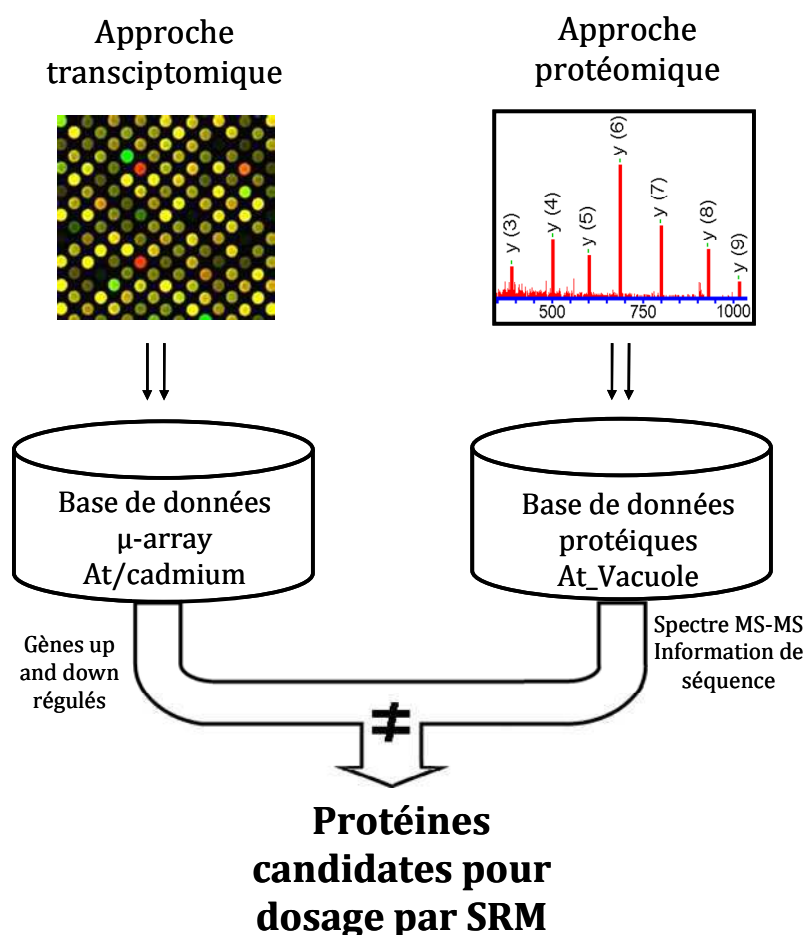 Approche
transciptomique
Approche
protéomique
y (3)
y (4)
y (5)
y (6)
y (7)
y (8)
y (9)
500
750
1000
Base de données
µ-array
At/cadmium
Base de données
protéiques
At_Vacuole
Gènes up
and down
régulés
Spectre MS-MS
Information de
séquence
≠
Protéines
candidates pour
dosage par SRM